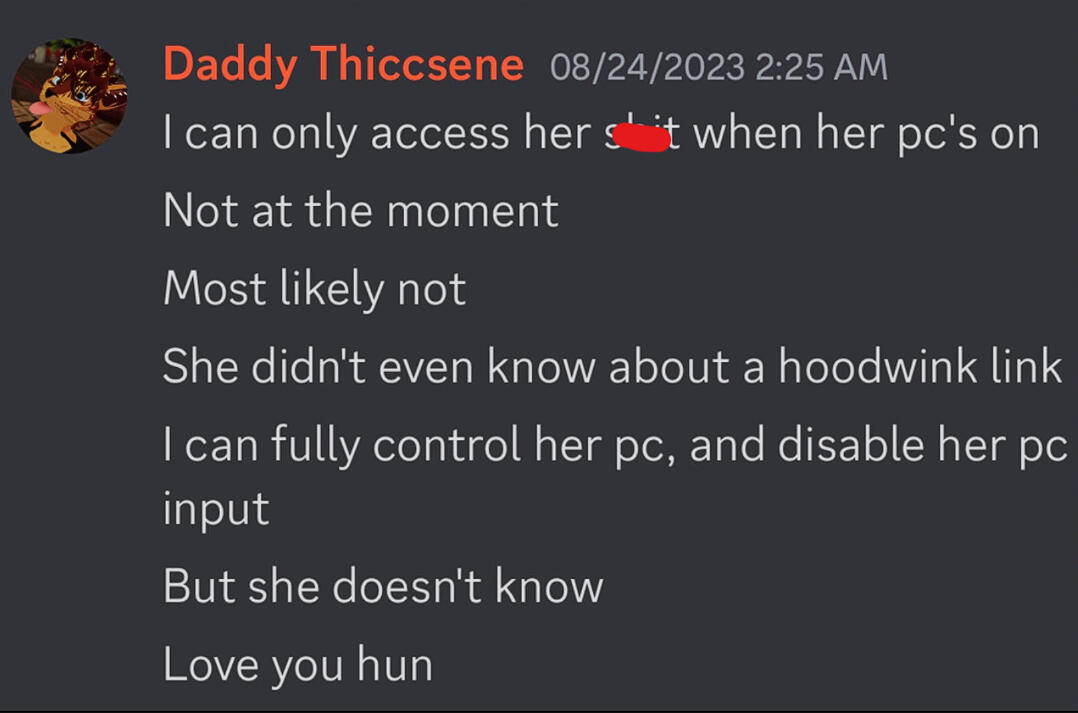 Daddy Thiccsene 08/24/2023 2:25 AM
I can only access her when her pc's on
Not at the moment
Most likely not
She didn't even know about a hoodwink link
I can fully control her pc, and disable her pc
input
But she doesn't know
Love you hun